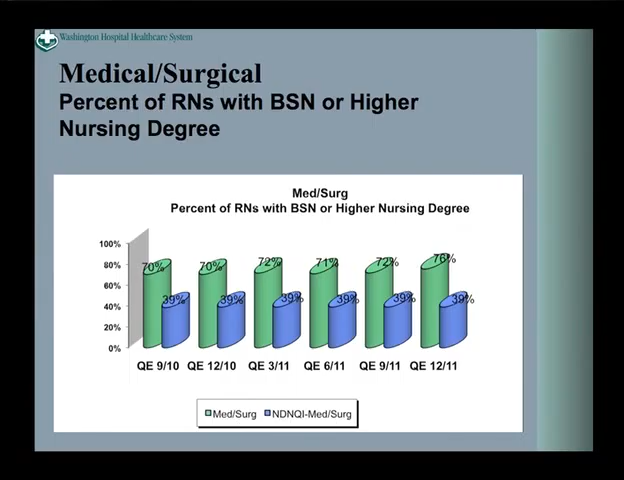 Washington Hospital Healthcare System
Medical/Surgical
Percent of RNs with BSN or Higher
Nursing Degree
Med/Surg
Percent of RNs with BSN or Higher Nursing Degree
100%
80%
60%
40%
20%
0%
70% 39% 70% 39% 72% 39% 71% 39% 72% 39% 76% 39%
QE 9/10 QE 12/10 QE 3/11 QE 6/11 QE 9/11 QE 12/11
Med/Surg NDNQI-Med/Surg